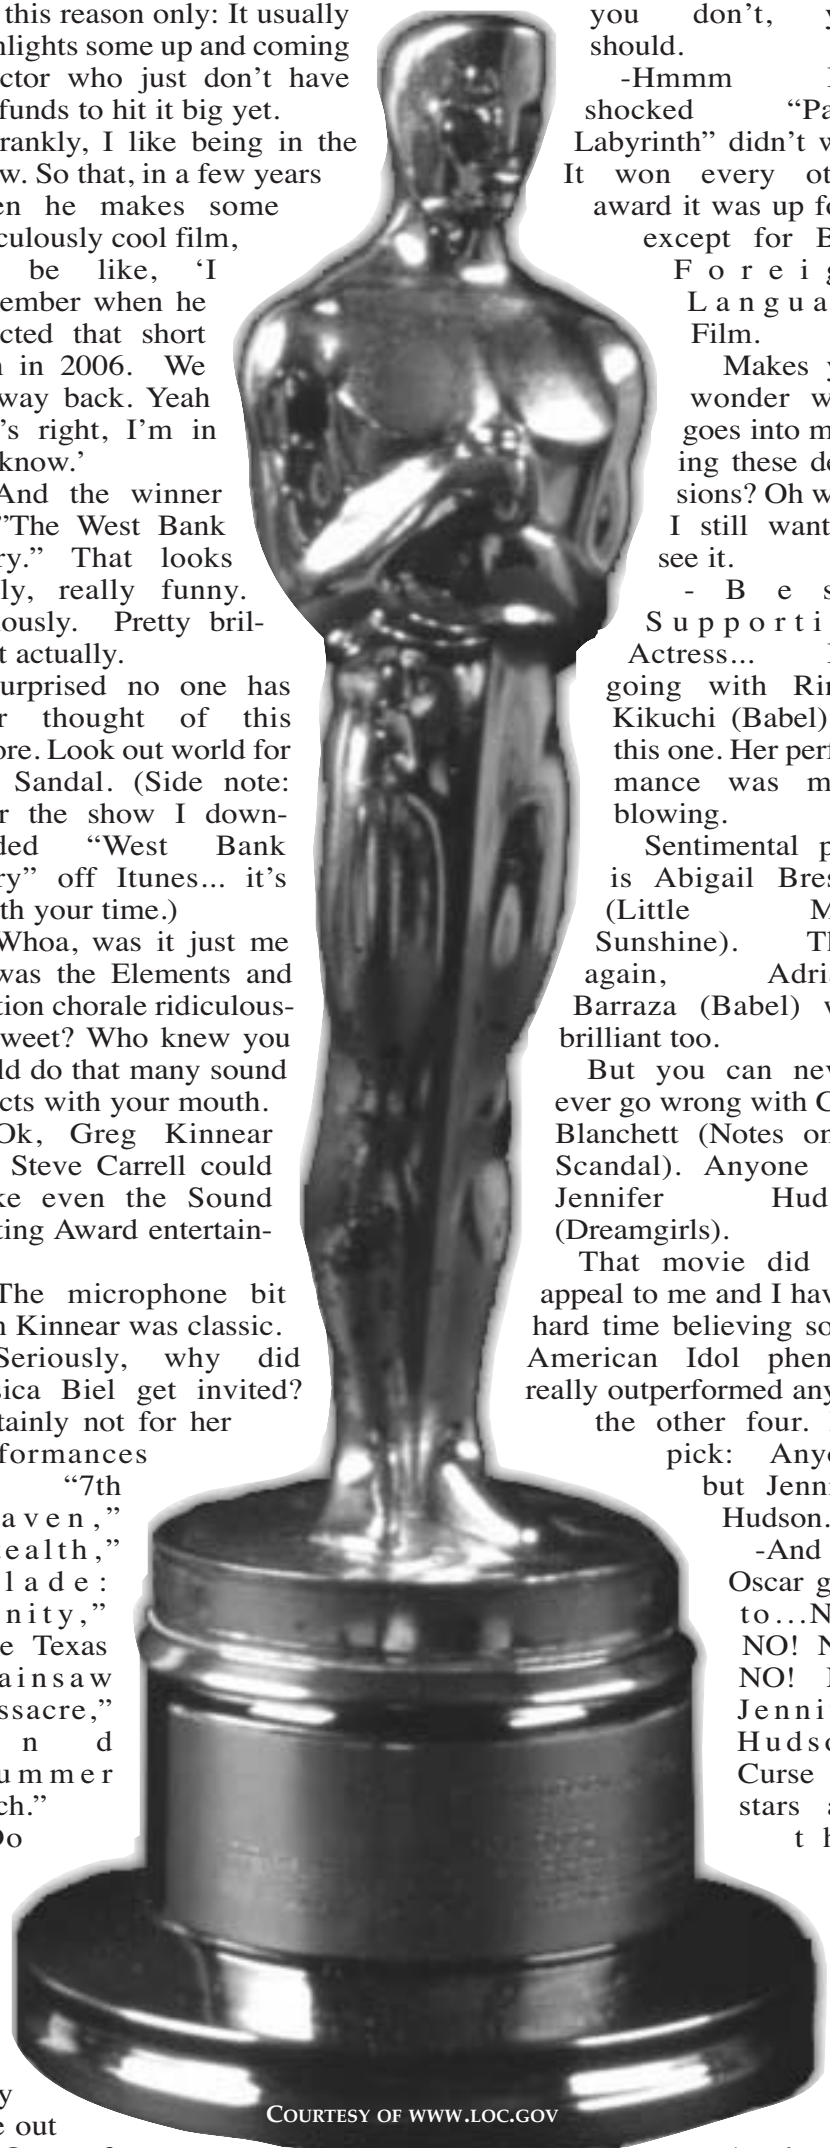 this reason only: It usually
nlights some up and coming
ctor who just don't have
funds to hit it big yet.
rankly, I like being in the
w. So that, in a few years
en he makes some
culously cool film,
be like, ‘I
ember when he
cted that short
n in 2006. We
way back. Yeah
’s right, I’m in
know.’
And the winner
”The West Bank
ry.” That looks
ly, really funny.
ously. Pretty bril-
t actually.
urprised no one has
r thought of this
ore. Look out world for
Sandal. (Side note:
r the show I down-
ded “West Bank
ry” off Itunes... it’s
th your time.)
Whoa, was it just me
was the Elements and
tion chorale ridiculous-
weet? Who knew you
ld do that many sound
cts with your mouth.
Ok, Greg Kinnear
Steve Carrell could
ke even the Sound
ting Award entertain-
The microphone bit
n Kinnear was classic.
Seriously, why did
sica Biel get invited?
tainly not for her
formances
“7th
aven,”
tealth,”
lade:
nity,”
e Texas
ainsaw
ssacre,”
n d
ummer
ch.”
Do
y
e out
you don’t, y
should.
-Hmmm I
shocked “Pa
Labyrinth” didn’t w
It won every ot
award it was up fo
except for B
Foreig
Langua
Film.
Makes y
wonder w
goes into m
ing these de
sions? Oh w
I still want
see it.
-Bes
Supporti
Actress... I
going with Rin
Kikuchi (Babel)
this one. Her perf
mance was m
blowing.
Sentimental p
is Abigail Bres
(Little M
Sunshine). Th
again, Adria
Barraza (Babel) w
brilliant too.
But you can nev
ever go wrong with C
Blanchett (Notes on
Scandal). Anyone
Jennifer Hud
(Dreamgirls).
That movie did
appeal to me and I hav
hard time believing so
American Idol phen
really outperformed any
the other four.
pick: Anyo
but Jenni
Hudson.
-And
Oscar g
to...N
NO! N
NO!
Jenni
Hudso
Curse
stars a
t h
COURTESY OF WWW.LOC.GOV